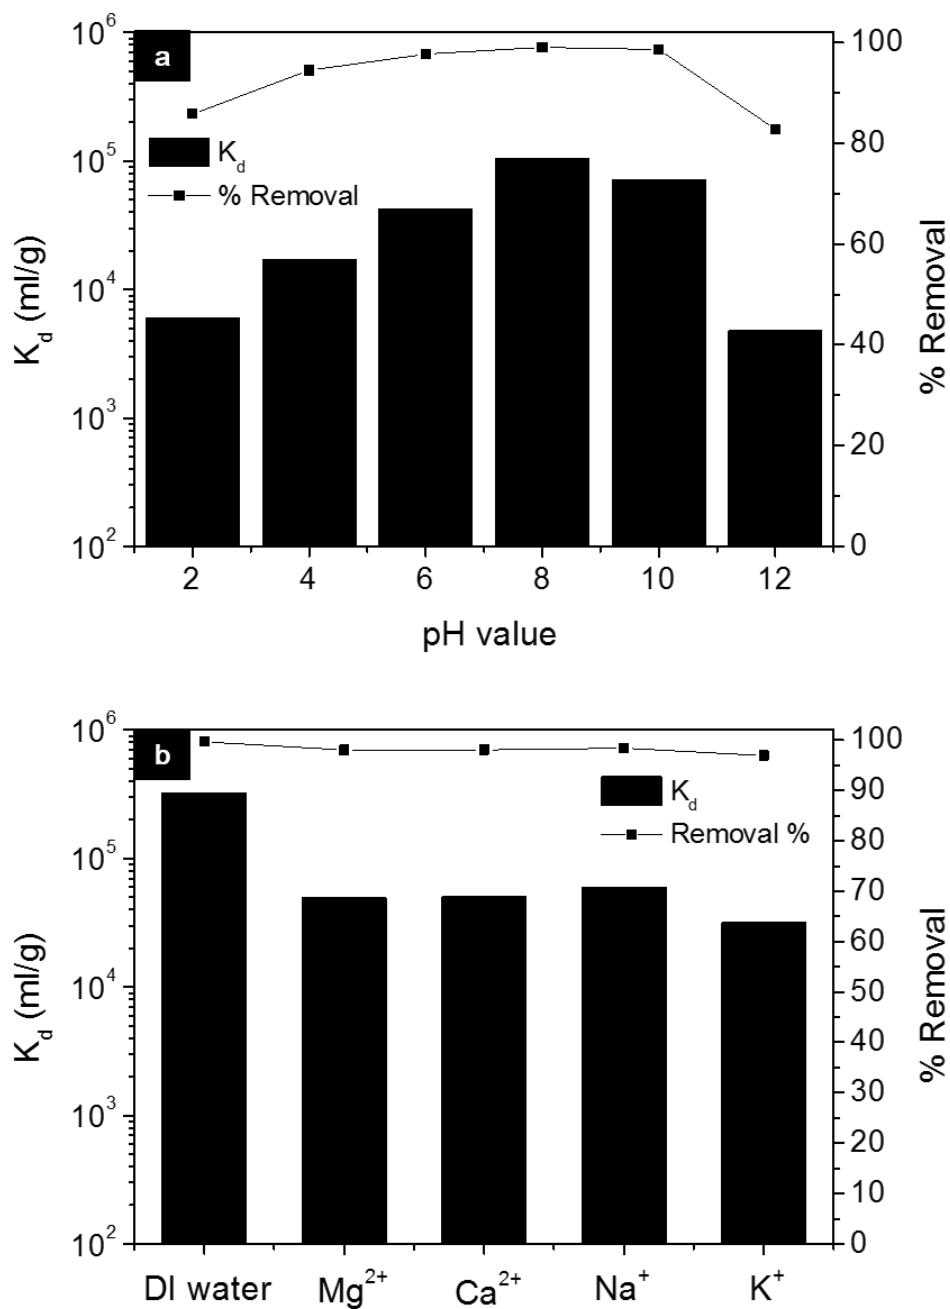 a
K_d
% Removal
K_d (ml/g)
10^6
10^5
10^4
10^3
10^2
100
80
60
40
20
0
% Removal
2 4 6 8 10 12
pH value
b
K_d
Removal %
K_d (ml/g)
10^6
10^5
10^4
10^3
10^2
100
90
80
70
60
50
40
30
20
10
0
% Removal
DI water Mg^2+ Ca^2+ Na^+ K^+